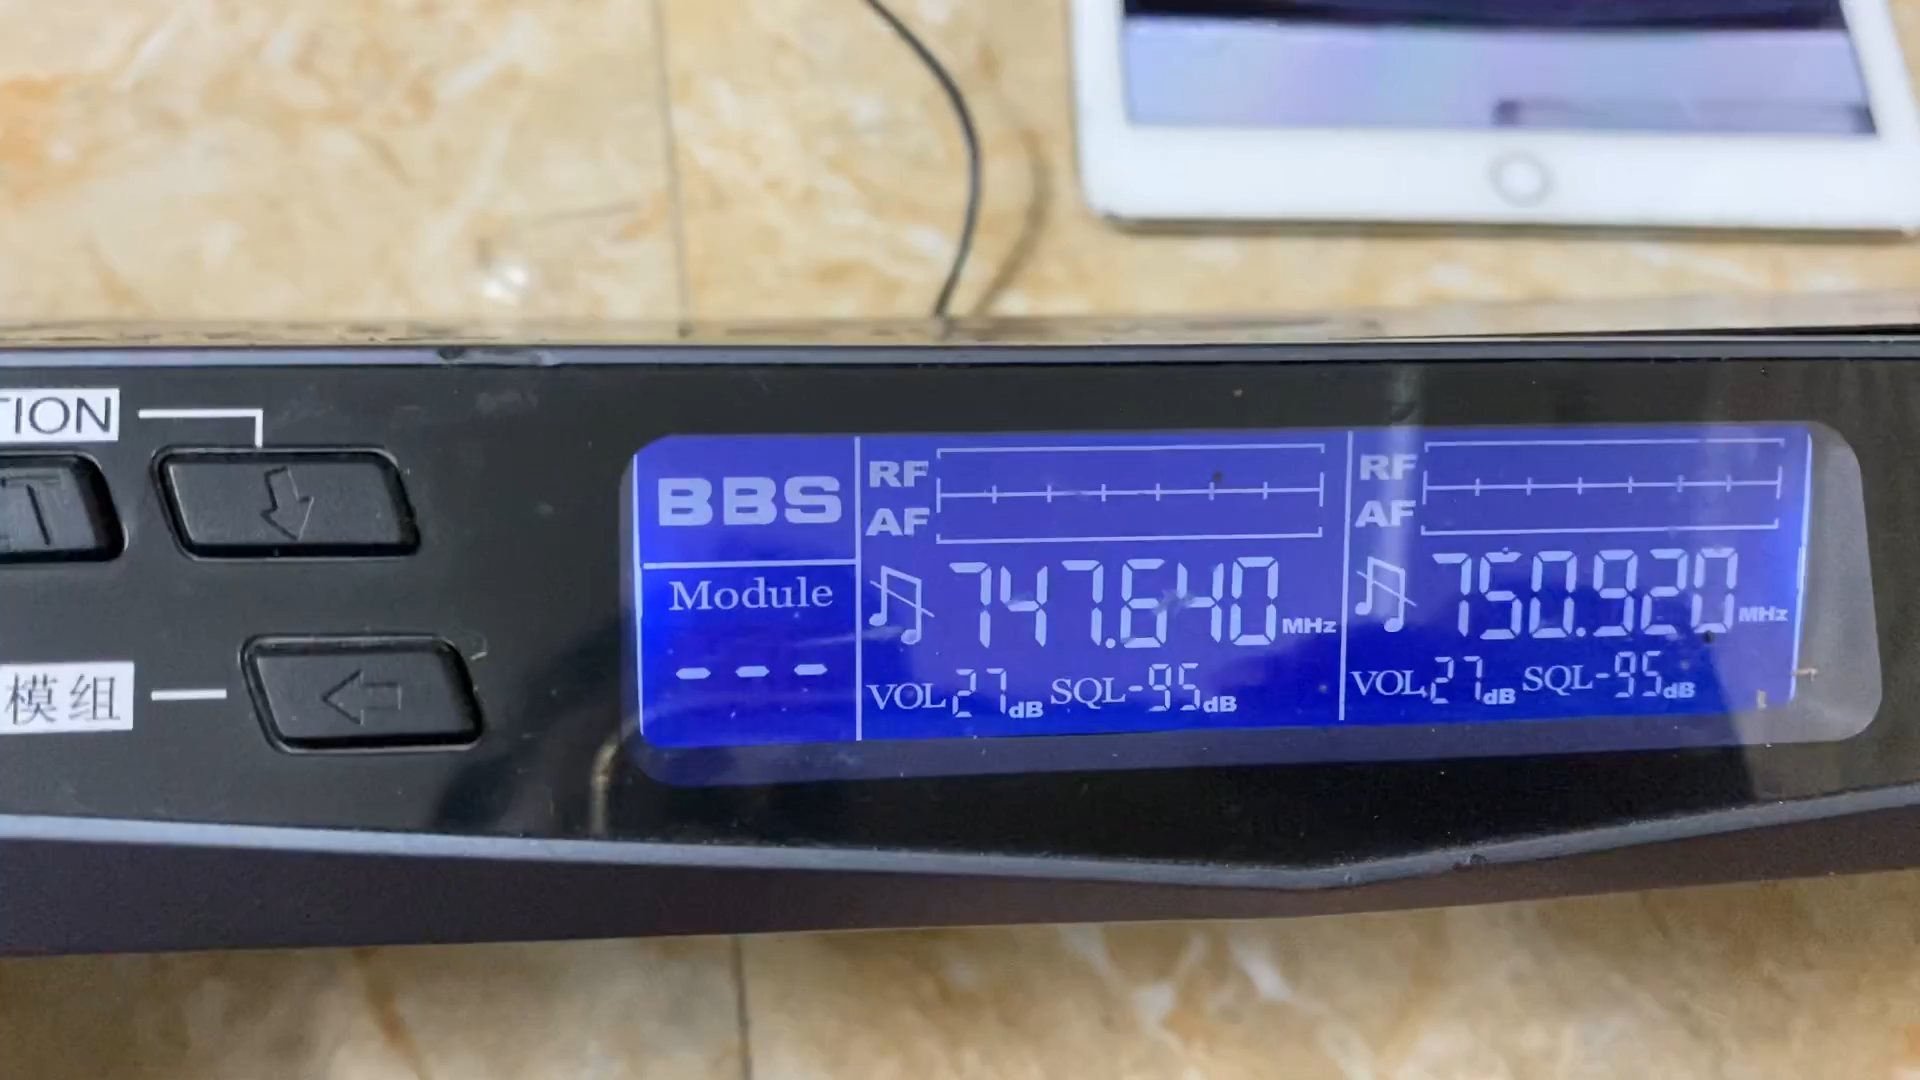 TION
模组
BBS
Module
---
RF
AF
747.640 MHz
VOL 27 dB SQL -95 dB
RF
AF
750.920 MHz
VOL 27 dB SQL -95 dB